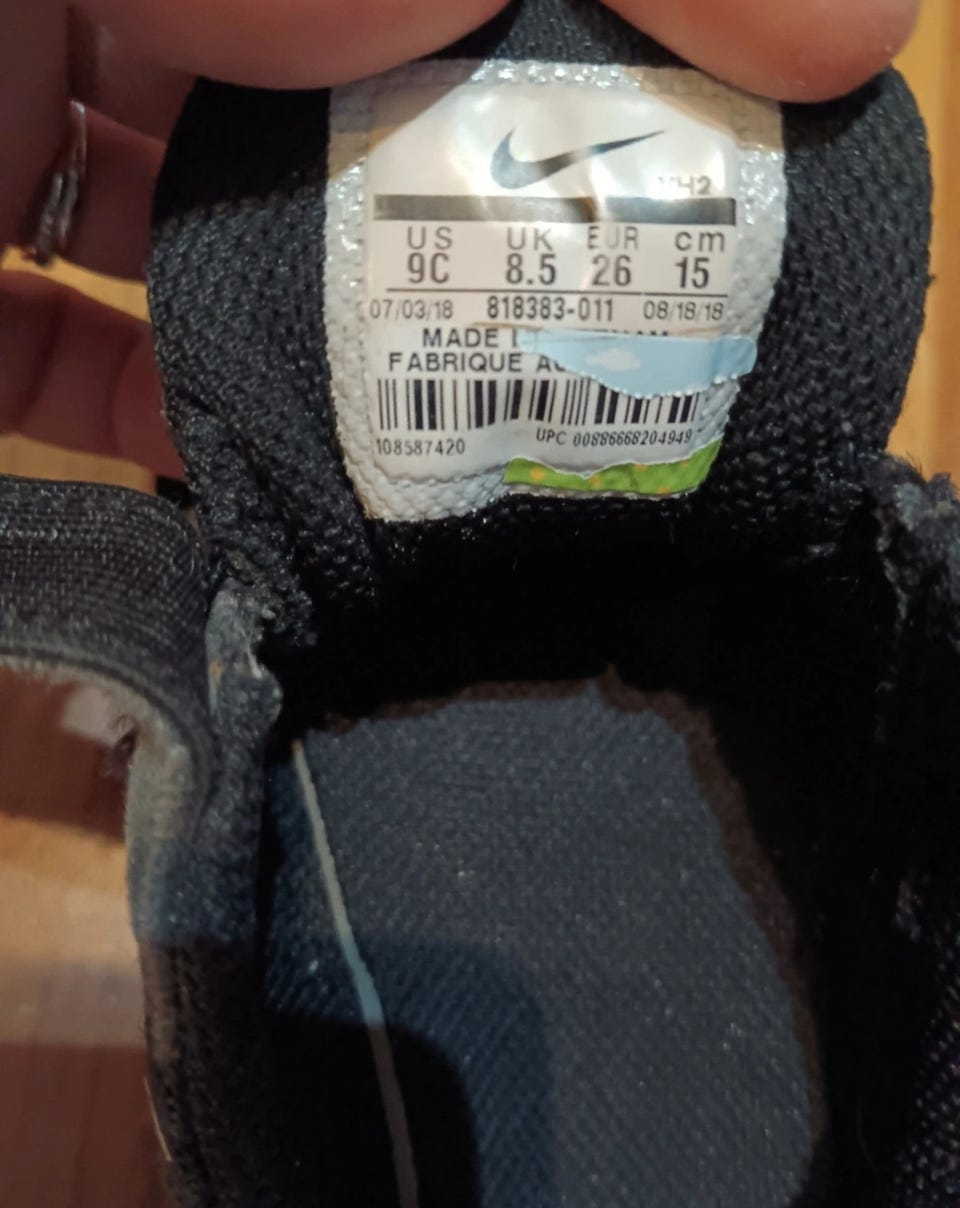 US UK EUR cm
9C 8.5 26 15
07/03/18 818383-011 08/18/18
MADE
FABRIQUE
108587420
UPC 00886668204949